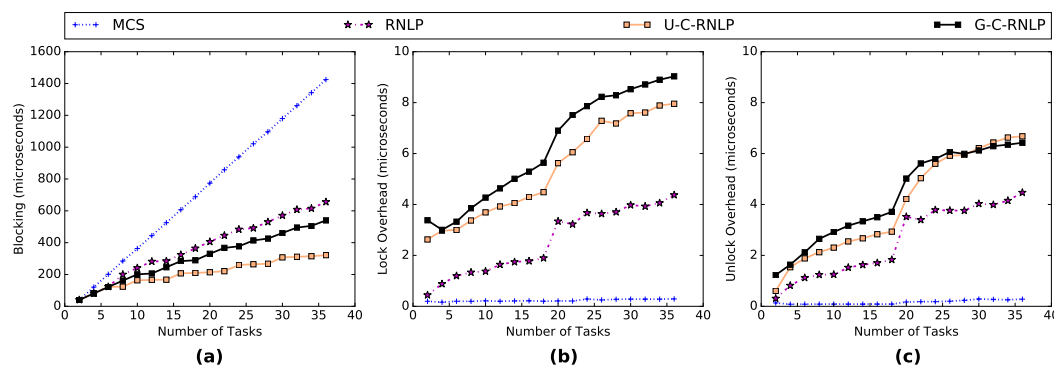 MCS RNLP U-C-RNLP G-C-RNLP
1600
1400
1200
1000
800
600
400
200
0
Blocking (microseconds)
0 5 10 15 20 25 30 35 40
Number of Tasks
(a)
10
8
6
4
2
0
Lock Overhead (microseconds)
0 5 10 15 20 25 30 35 40
Number of Tasks
(b)
10
8
6
4
2
0
Unlock Overhead (microseconds)
0 5 10 15 20 25 30 35 40
Number of Tasks
(c)